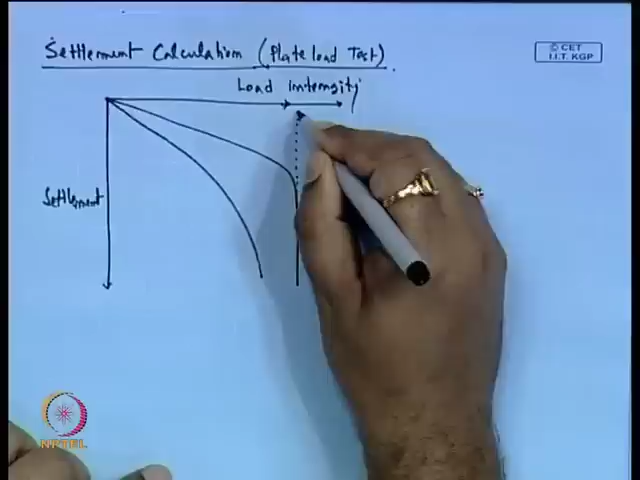 Settlement Calculation (Plate load Test)
© CET
I.I.T. KGP
Load intensity
Settlement
NPTEL